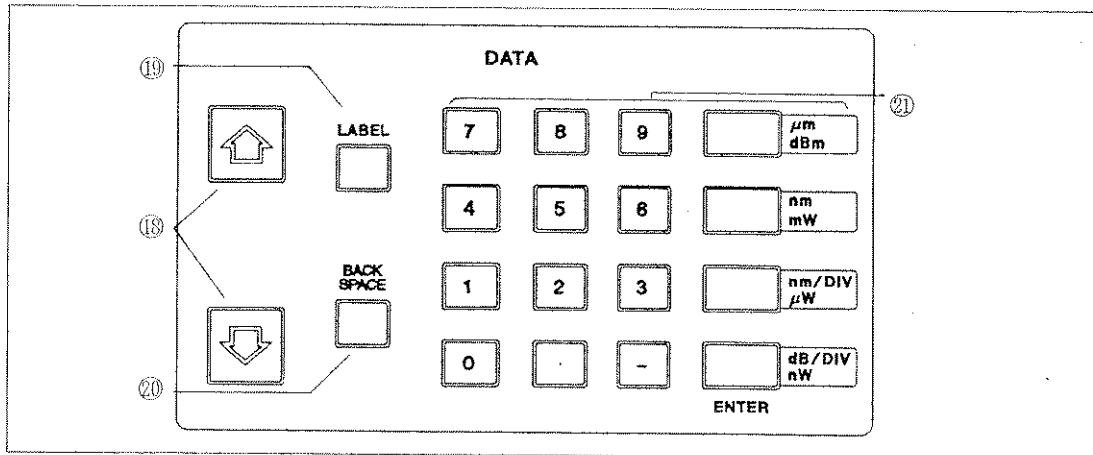 DATA
⑲
㉑
LABEL
7 8 9 μm
dBm
4 5 6 nm
mW
⑱
BACK
SPACE
1 2 3 nm/DIV
μW
0 . - dB/DIV
nW
⑳
ENTER